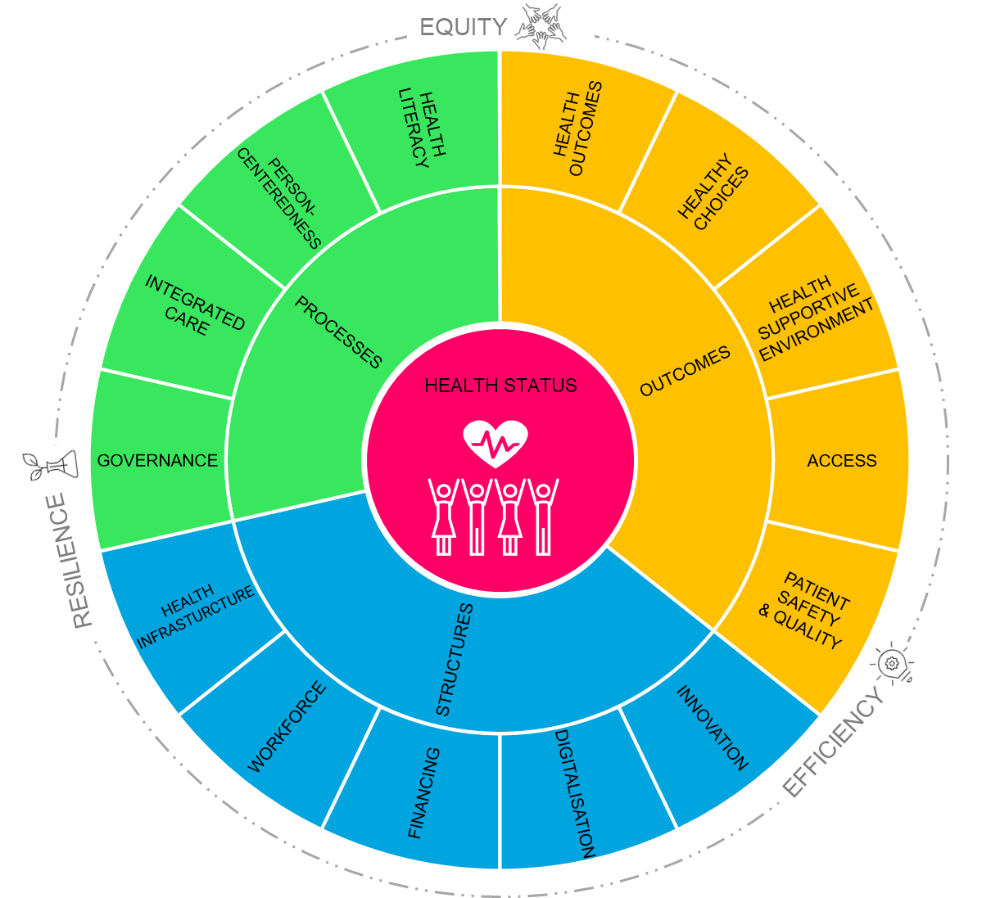 EQUITY
HEALTH
LITERACY
HEALTH
OUTCOMES
HEALTHY
CHOICES
HEALTH
SUPPORTIVE
ENVIRONMENT
ACCESS
PATIENT
SAFETY
& QUALITY
INNOVATION
DIGITALISATION
FINANCING
WORKFORCE
HEALTH
INFRASTURCTURE
GOVERNANCE
INTEGRATED
CARE
PERSON-
CENTEREDNESS
PROCESSES
OUTCOMES
STRUCTURES
HEALTH STATUS
RESILIENCE
EFFICIENCY